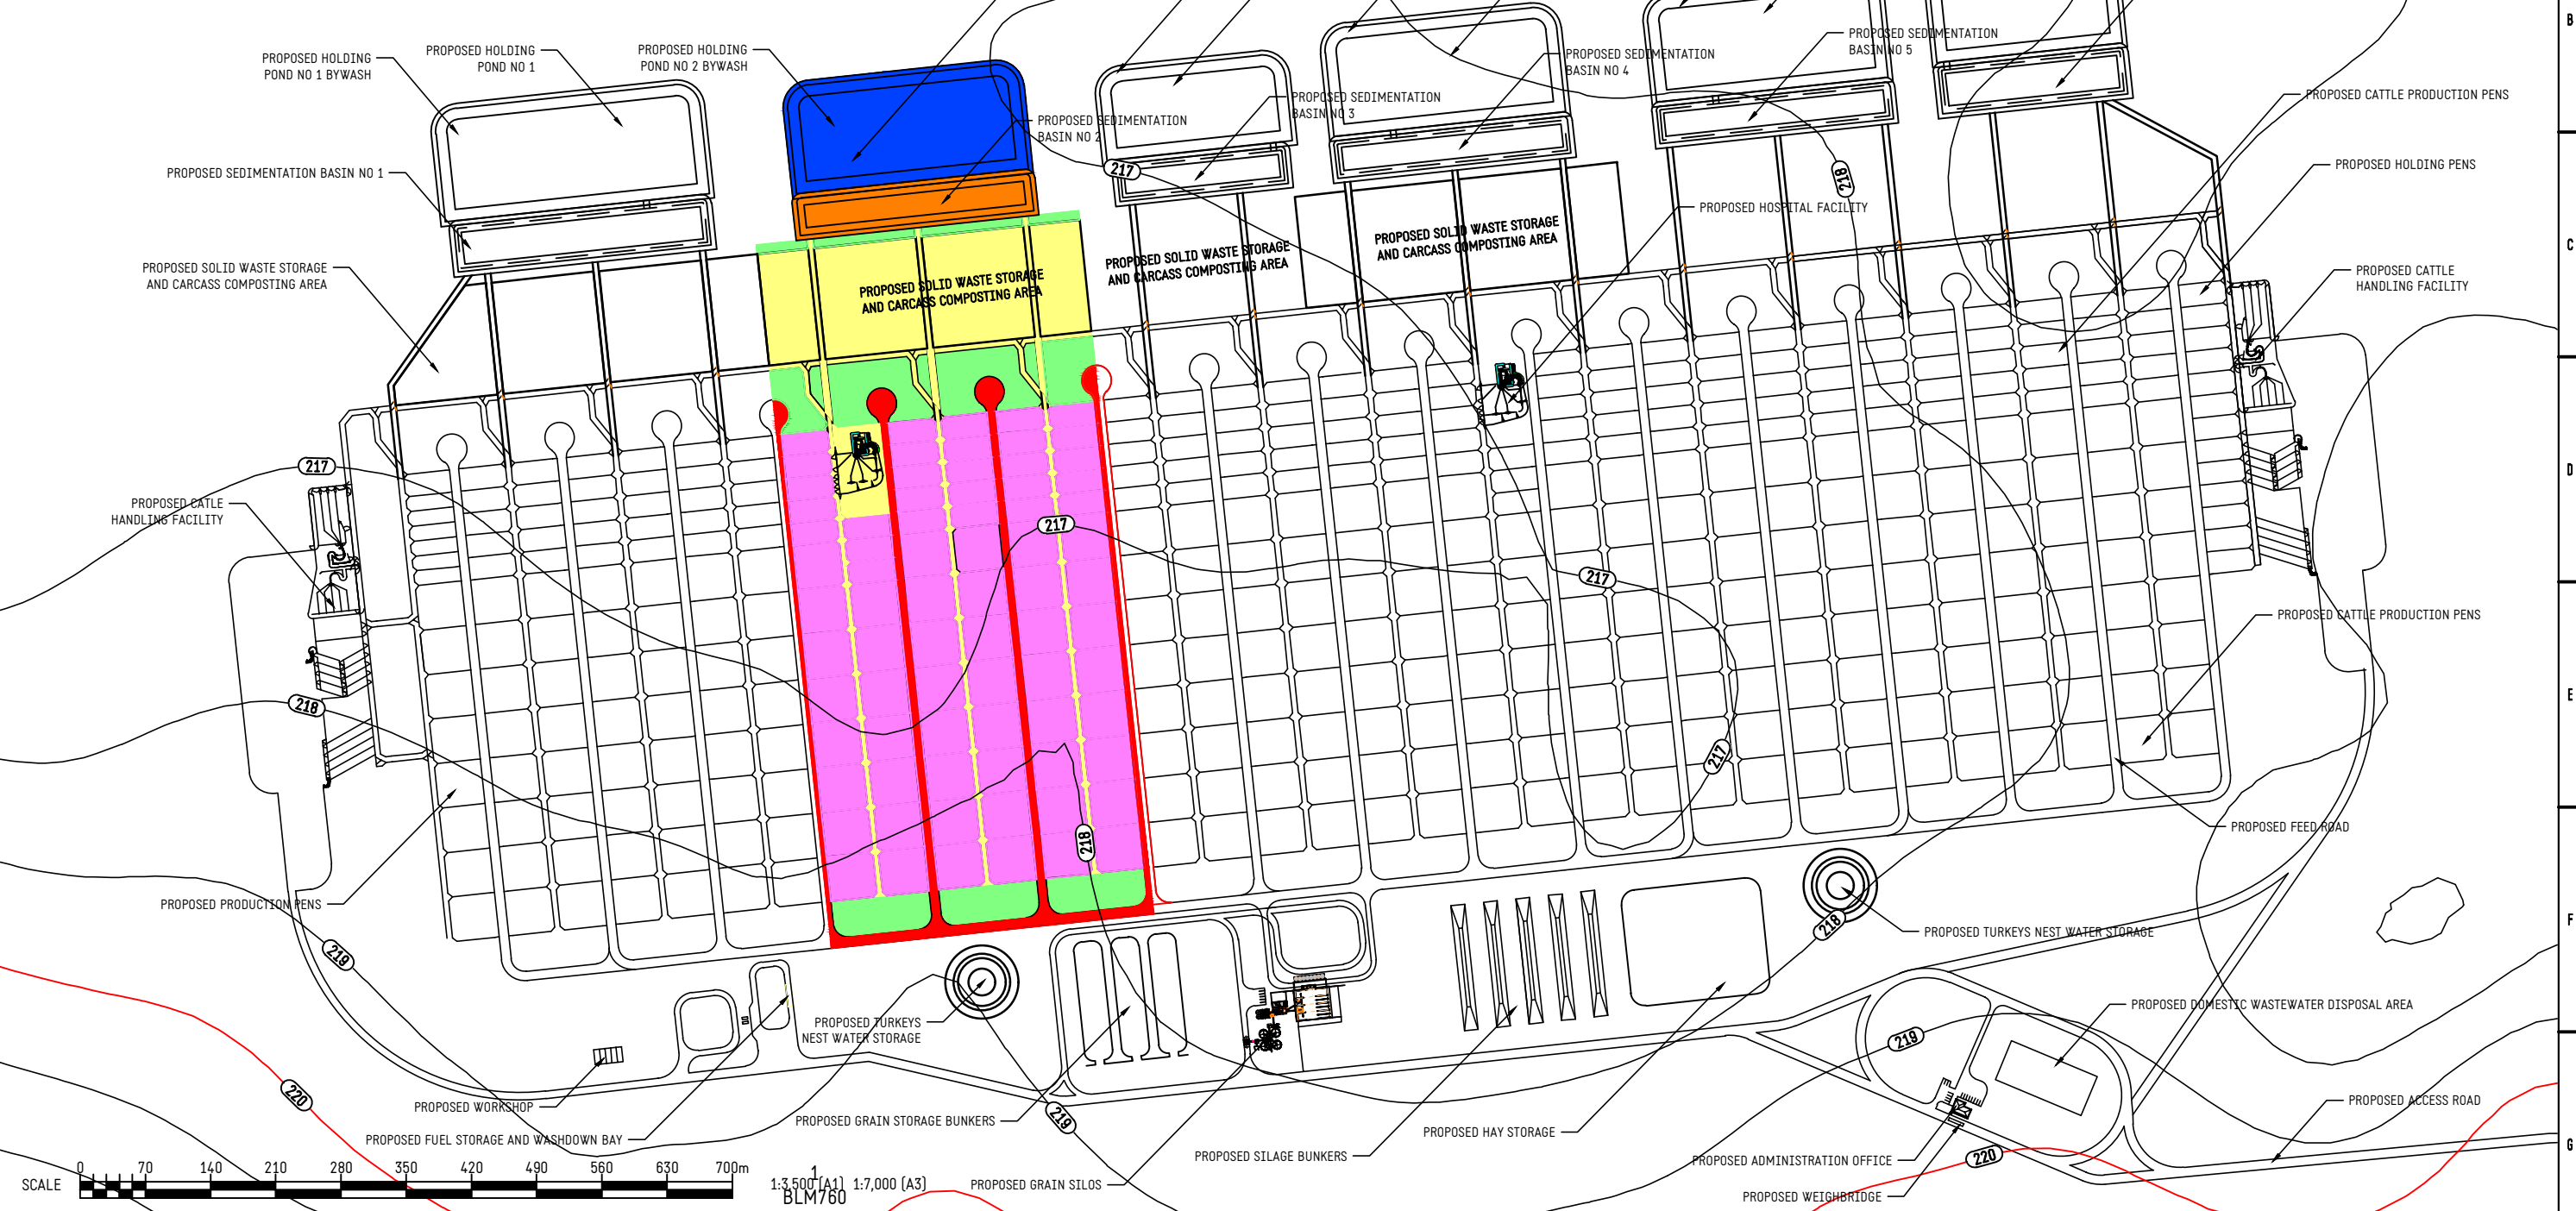 B
PROPOSED HOLDING
POND NO 1 BYWASH
PROPOSED HOLDING
POND NO 1
PROPOSED HOLDING
POND NO 2 BYWASH
PROPOSED SEDIMENTATION
BASIN NO 2
PROPOSED SEDIMENTATION
BASIN NO 3
PROPOSED SEDIMENTATION
BASIN NO 4
PROPOSED SEDIMENTATION
BASIN NO 5
PROPOSED CATTLE PRODUCTION PENS
PROPOSED HOLDING PENS
PROPOSED SEDIMENTATION BASIN NO 1
217
218
PROPOSED HOSPITAL FACILITY
C
PROPOSED SOLID WASTE STORAGE
AND CARCASS COMPOSTING AREA
PROPOSED SOLID WASTE STORAGE
AND CARCASS COMPOSTING AREA
PROPOSED SOLID WASTE STORAGE
AND CARCASS COMPOSTING AREA
PROPOSED SOLID WASTE STORAGE
AND CARCASS COMPOSTING AREA
PROPOSED CATTLE
HANDLING FACILITY
217
D
PROPOSED CATLE
HANDLING FACILITY
217
217
PROPOSED CATTLE PRODUCTION PENS
218
E
217
PROPOSED FEED ROAD
218
PROPOSED PRODUCTION PENS
F
218
PROPOSED TURKEYS NEST WATER STORAGE
219
PROPOSED TURKEYS
NEST WATER STORAGE
PROPOSED DOMESTIC WASTEWATER DISPOSAL AREA
219
220
PROPOSED WORKSHOP
PROPOSED GRAIN STORAGE BUNKERS
219
PROPOSED ACCESS ROAD
PROPOSED FUEL STORAGE AND WASHDOWN BAY
PROPOSED HAY STORAGE
G
PROPOSED SILAGE BUNKERS
PROPOSED ADMINISTRATION OFFICE
220
0 70 140 210 280 350 420 490 560 630 700m
SCALE
1
1:3,500 (A1) 1:7,000 (A3)
BLM760
PROPOSED GRAIN SILOS
PROPOSED WEIGHBRIDGE